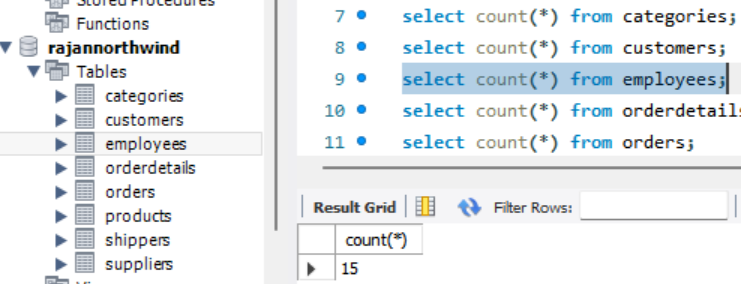 Stored Procedures
Functions
rajannorthwind
Tables
categories
customers
employees
orderdetails
orders
products
shippers
suppliers
7 select count(*) from categories;
8 select count(*) from customers;
9 select count(*) from employees;
10 select count(*) from orderdetails
11 select count(*) from orders;
Result Grid Filter Rows:
count(*)
15